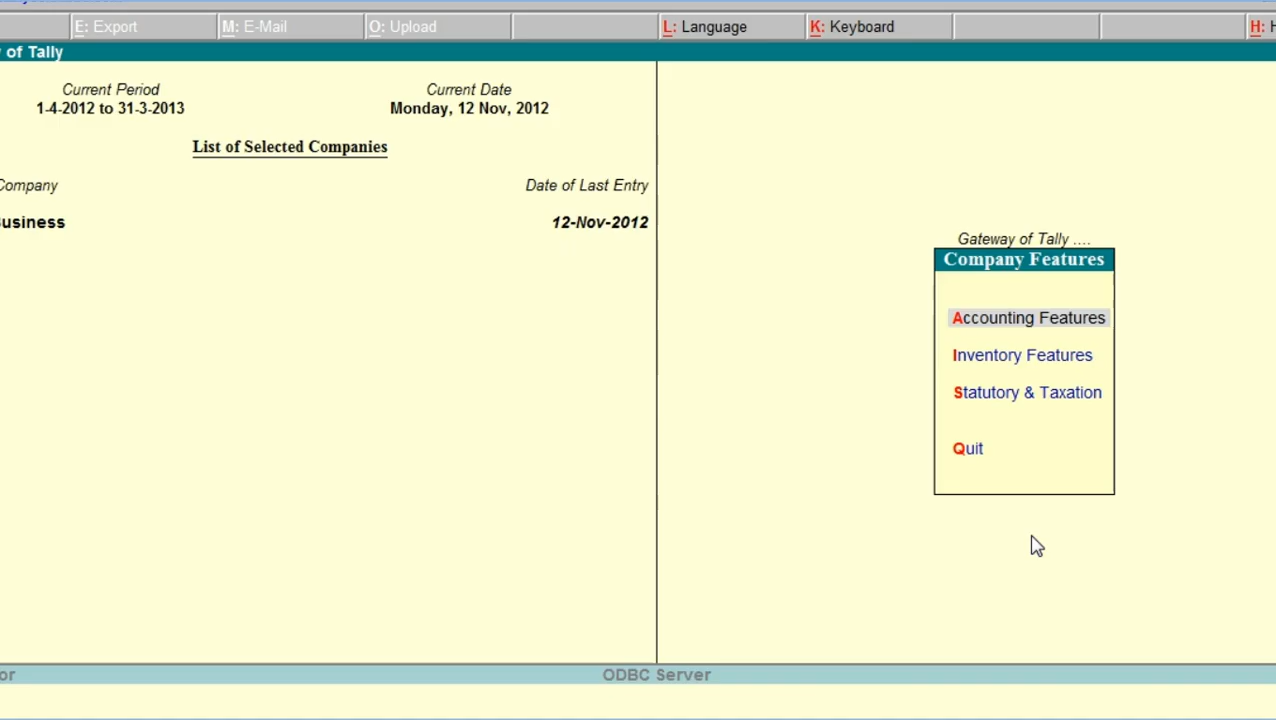 E: Export M: E-Mail O: Upload L: Language K: Keyboard H:
of Tally
Current Period Current Date
1-4-2012 to 31-3-2013 Monday, 12 Nov, 2012
List of Selected Companies
Company Date of Last Entry
usiness 12-Nov-2012
Gateway of Tally ....
Company Features
Accounting Features
Inventory Features
Statutory & Taxation
Quit
or ODBC Server